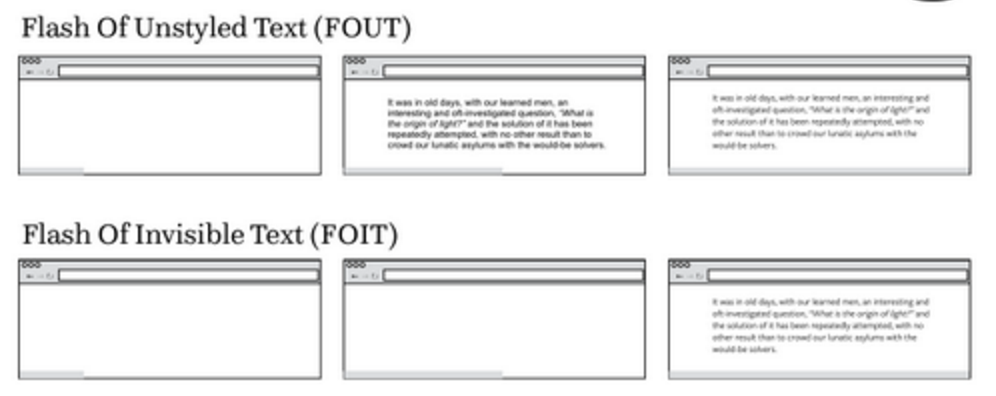 Flash Of Unstyled Text (FOUT)
It was in old days, with our learned men, an
interesting and oft-investigated question, "What is
the origin of light?" and the solution of it has been
repeatedly attempted, with no other result than to
crowd our lunatic asylums with the would-be solvers.
It was in old days, with our learned men, an interesting and
oft-investigated question, "What is the origin of light?" and
the solution of it has been repeatedly attempted, with no
other result than to crowd our lunatic asylums with the
would-be solvers.
Flash Of Invisible Text (FOIT)
It was in old days, with our learned men, an interesting and
oft-investigated question, "What is the origin of light?" and
the solution of it has been repeatedly attempted, with no
other result than to crowd our lunatic asylums with the
would-be solvers.